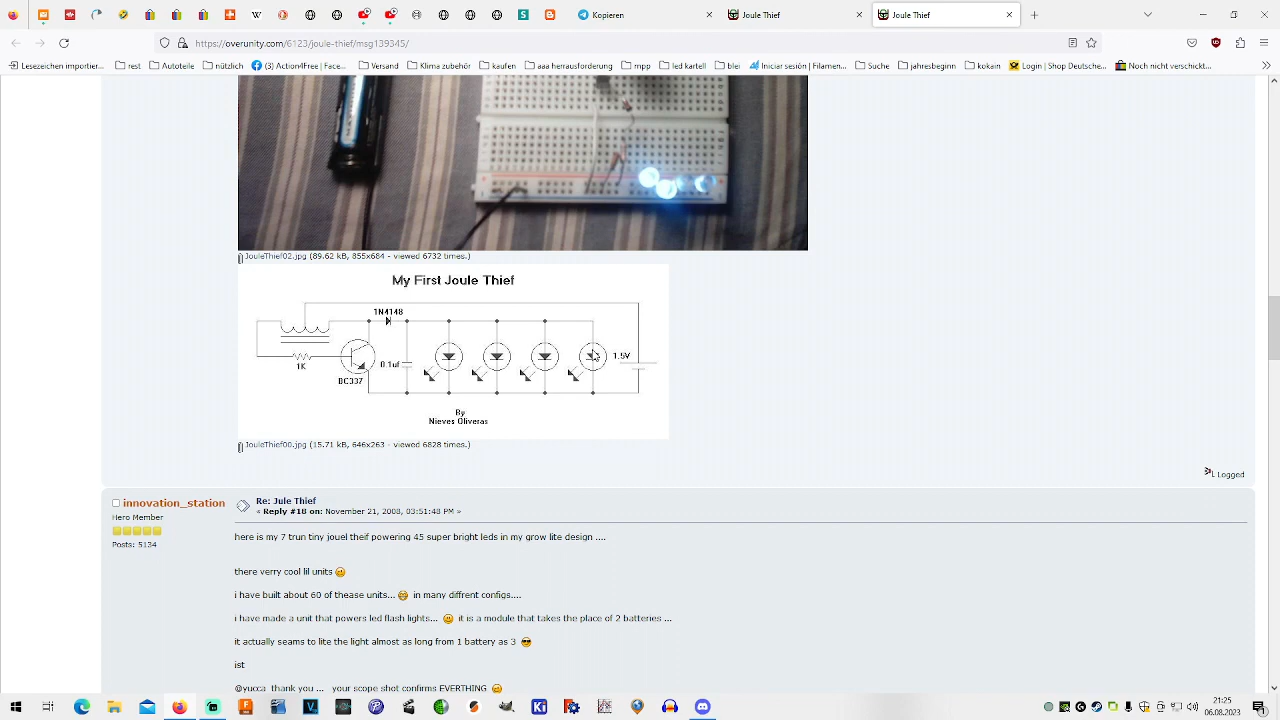 Kopieren
Joule Thief
Joule Thief
https://overunity.com/6123/joule-thief/msg139345/
Lesezeichen importier...
rest
Autoteile
nützlich
(3) Action4Free | Face...
Versand
Klima zubehör
kaufen
aaa herrausforderung
mpp
led kartell
blei
Iniciar sesión | Filamen...
Suche
jahresbeginn
kokain
Login | Shop Deutsche...
Noch nicht verschickt...
JouleThief02.jpg (89.62 kB, 855x684 - viewed 6732 times.)
My First Joule Thief
1N4148
1K
BC337
0.1uf
1.5V
By
Nieves Oliveras
JouleThief00.jpg (15.71 kB, 646x263 - viewed 6828 times.)
Logged
innovation_station
Hero Member
Posts: 5134
Re: Jule Thief
« Reply #18 on: November 21, 2008, 03:51:48 PM »
here is my 7 trun tiny jouel theif powering 45 super bright leds in my grow lite design ....
there verry cool lil units
i have built about 60 of thease units... in many diffrent configs....
i have made a unit that powers led flash lights... it is a module that takes the place of 2 batteries ...
it actually seams to lite the light almost as long from 1 battery as 3
ist
@yucca thank you ... your scope shot confirms EVERTHING
21:25
06.09.2023